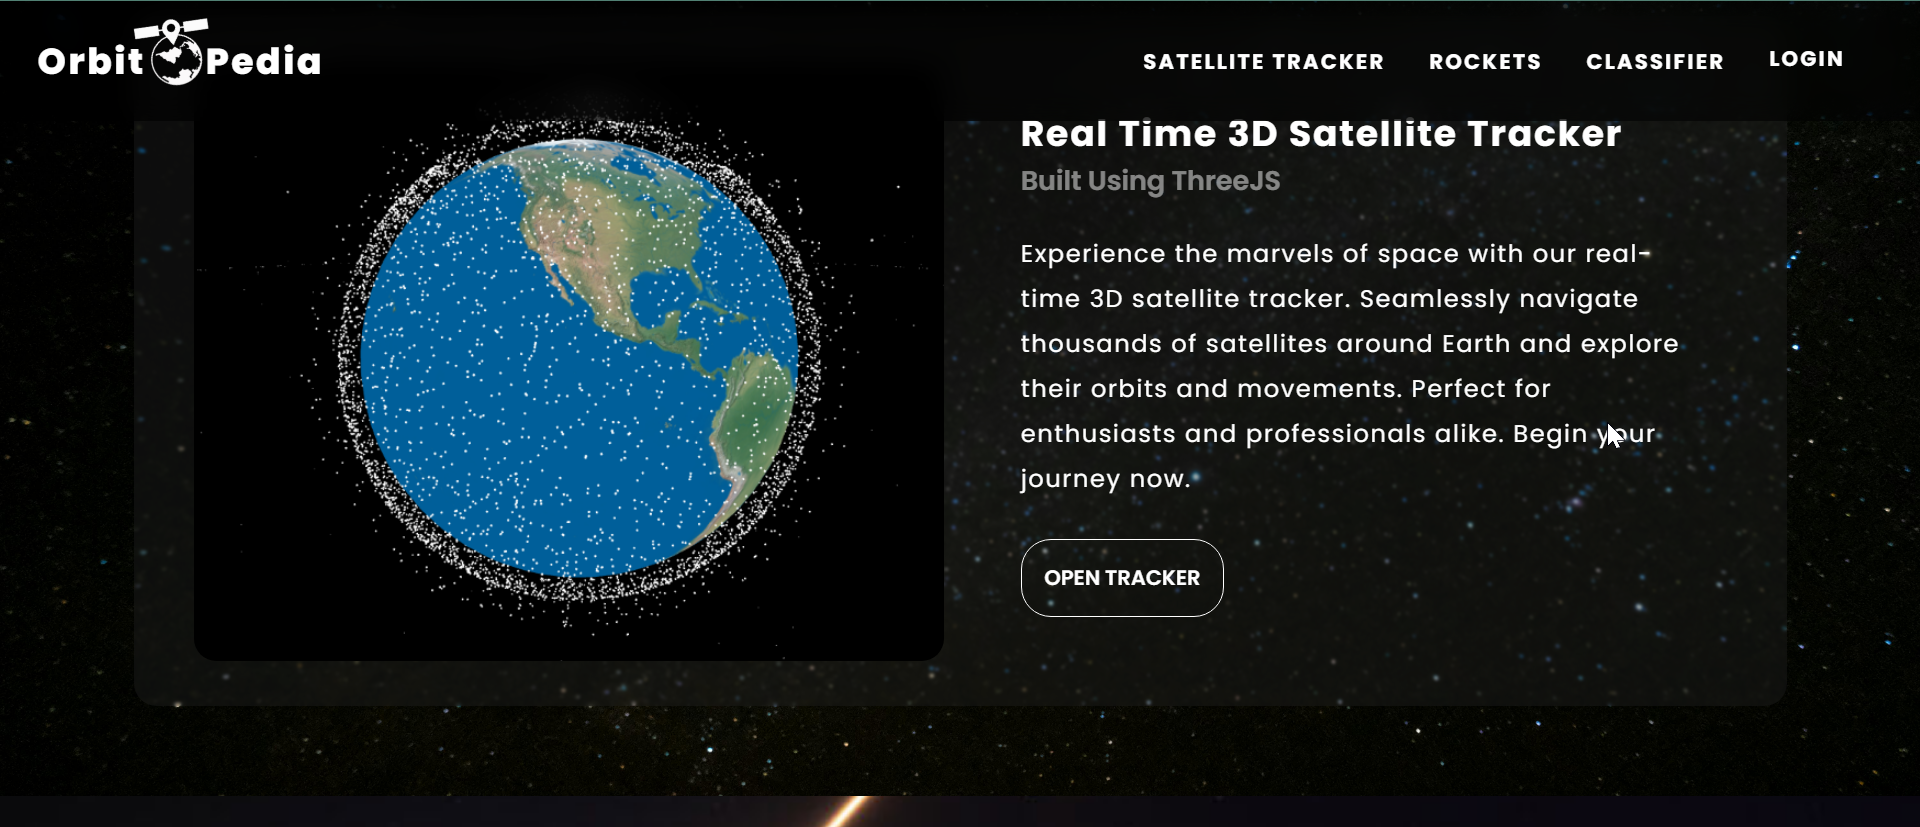 Orbit Pedia
SATELLITE TRACKER ROCKETS CLASSIFIER LOGIN
Real Time 3D Satellite Tracker
Built Using ThreeJS
Experience the marvels of space with our real-
time 3D satellite tracker. Seamlessly navigate
thousands of satellites around Earth and explore
their orbits and movements. Perfect for
enthusiasts and professionals alike. Begin your
journey now.
OPEN TRACKER